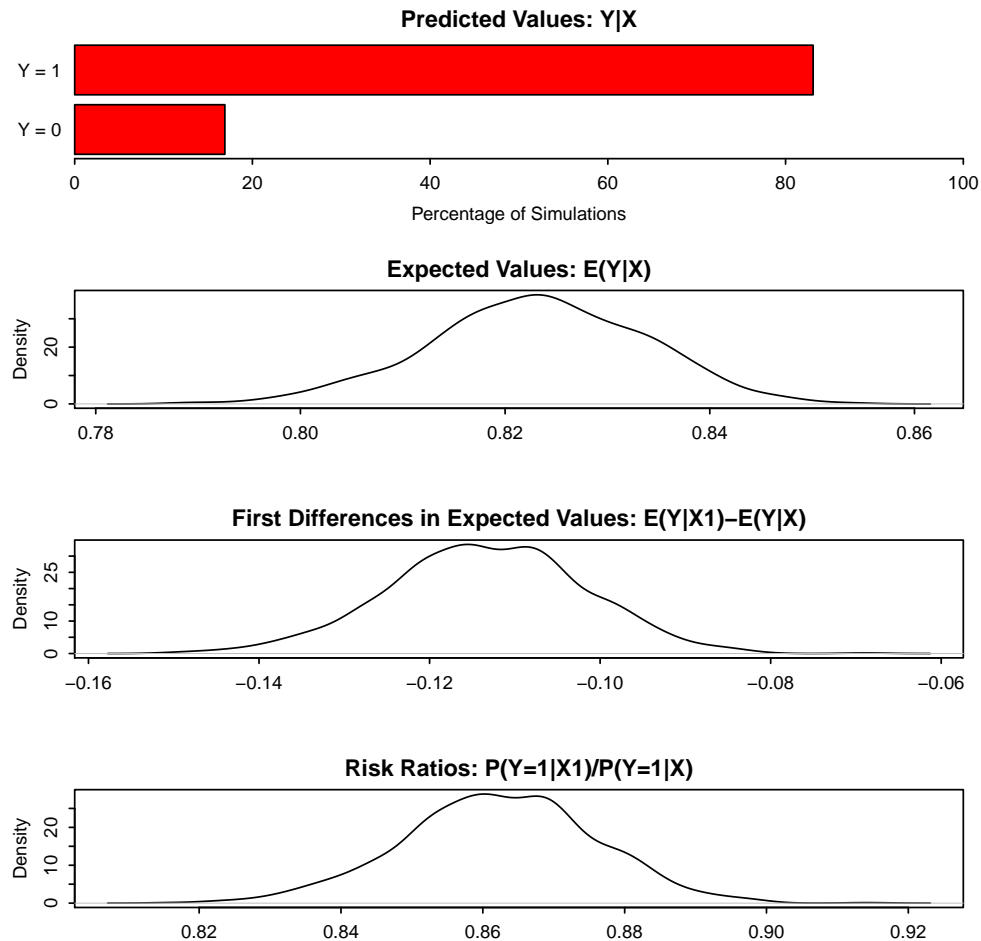 Predicted Values: Y|X
Y = 1
Y = 0
0 20 40 60 80 100
Percentage of Simulations
Expected Values: E(Y|X)
Density
0 20
0.78 0.80 0.82 0.84 0.86
First Differences in Expected Values: E(Y|X1)−E(Y|X)
Density
0 10 25
−0.16 −0.14 −0.12 −0.10 −0.08 −0.06
Risk Ratios: P(Y=1|X1)/P(Y=1|X)
Density
0 10 20
0.82 0.84 0.86 0.88 0.90 0.92